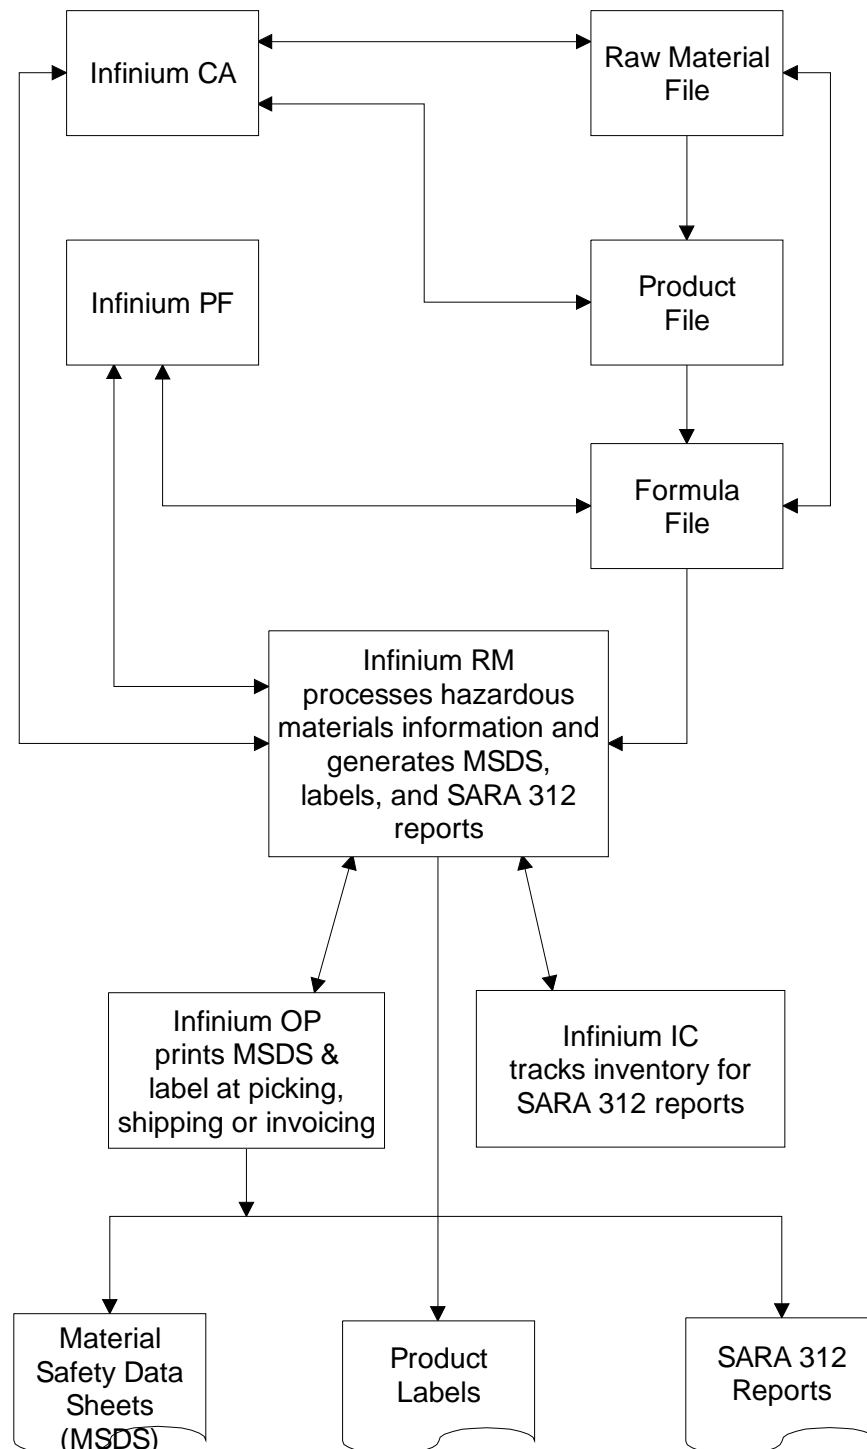 Infinium CA
Raw Material
File
Infinium PF
Product
File
Formula
File
Infinium RM
processes hazardous
materials information and
generates MSDS,
labels, and SARA 312
reports
Infinium OP
prints MSDS &
label at picking,
shipping or invoicing
Infinium IC
tracks inventory for
SARA 312 reports
Material
Safety Data
Sheets
(MSDS)
Product
Labels
SARA 312
Reports